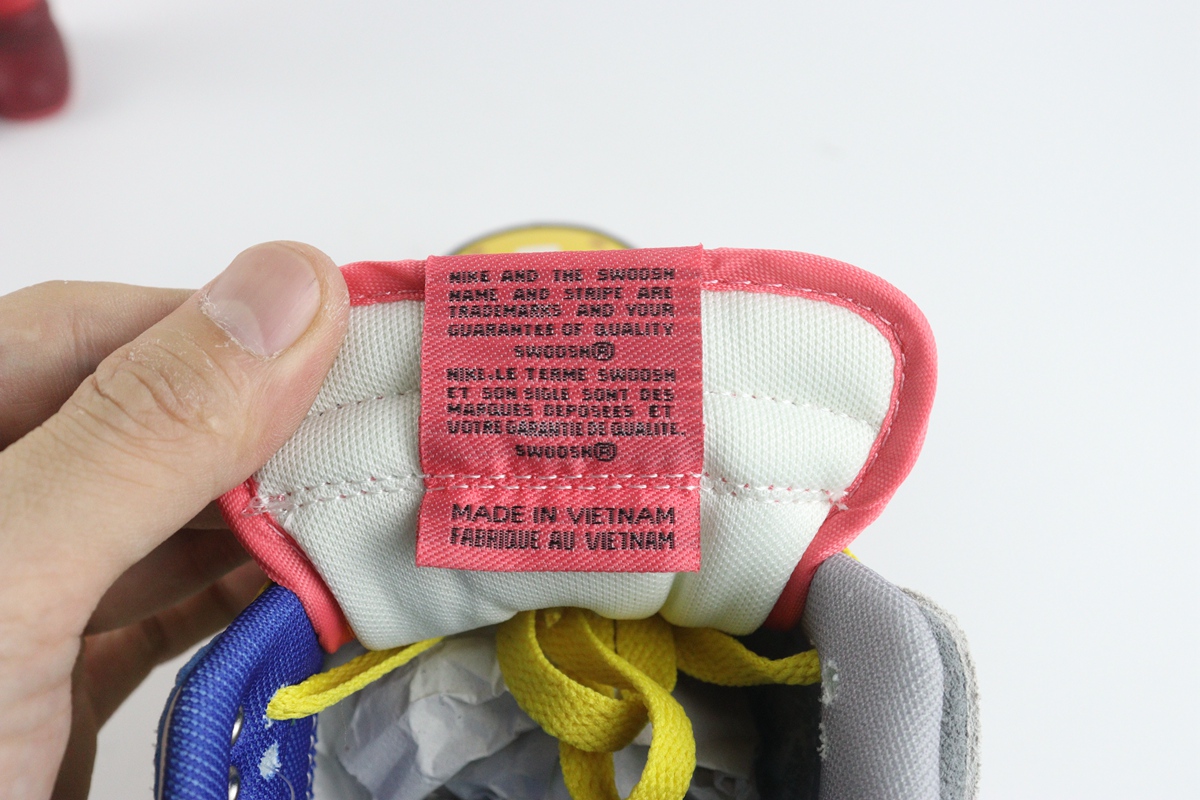 NIKE AND THE SWOOSH
NAME AND STRIPE ARE
TRADEMARKS AND YOUR
GUARANTEE OF QUALITY
SWOOSH®
NIKE.LE TERME SWOOSH
ET SON SIGLE SONT DES
MARQUES DEPOSEES ET
VOTRE GARANTIE DE QUALITE.
SWOOSH®
MADE IN VIETNAM
FABRIQUE AU VIETNAM